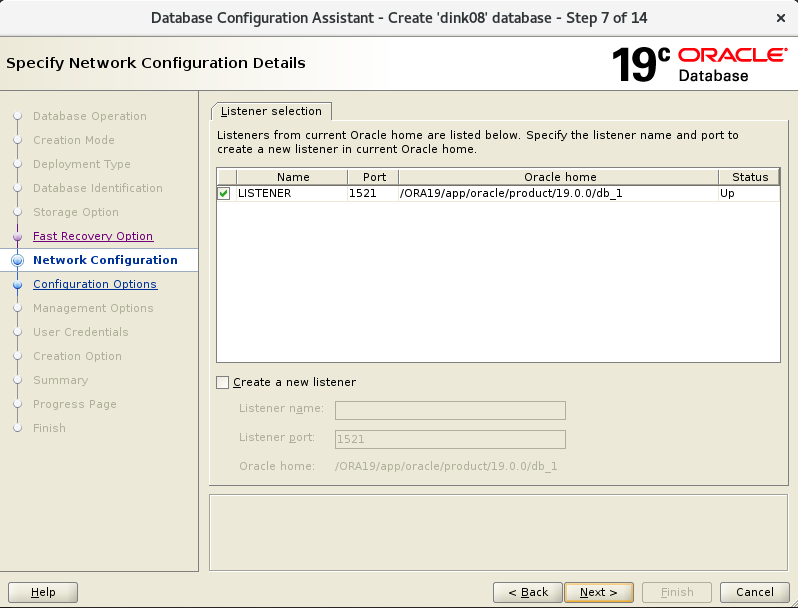 Database Configuration Assistant - Create 'dink08' database - Step 7 of 14
Specify Network Configuration Details
19c ORACLE
Database
Database Operation
Creation Mode
Deployment Type
Database Identification
Storage Option
Fast Recovery Option
Network Configuration
Configuration Options
Management Options
User Credentials
Creation Option
Summary
Progress Page
Finish
Listener selection
Listeners from current Oracle home are listed below. Specify the listener name and port to
create a new listener in current Oracle home.
Name Port Oracle home Status
LISTENER 1521 /ORA19/app/oracle/product/19.0.0/db_1 Up
Create a new listener
Listener name:
Listener port: 1521
Oracle home: /ORA19/app/oracle/product/19.0.0/db_1
Help < Back Next > Finish Cancel